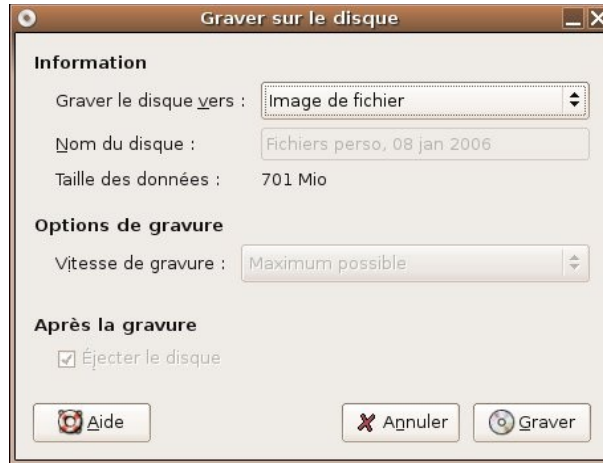 Graver sur le disque
Information
Graver le disque vers : Image de fichier
Nom du disque : Fichiers perso, 08 jan 2006
Taille des données : 701 Mio
Options de gravure
Vitesse de gravure : Maximum possible
Après la gravure
Éjecter le disque
Aide Annuler Graver